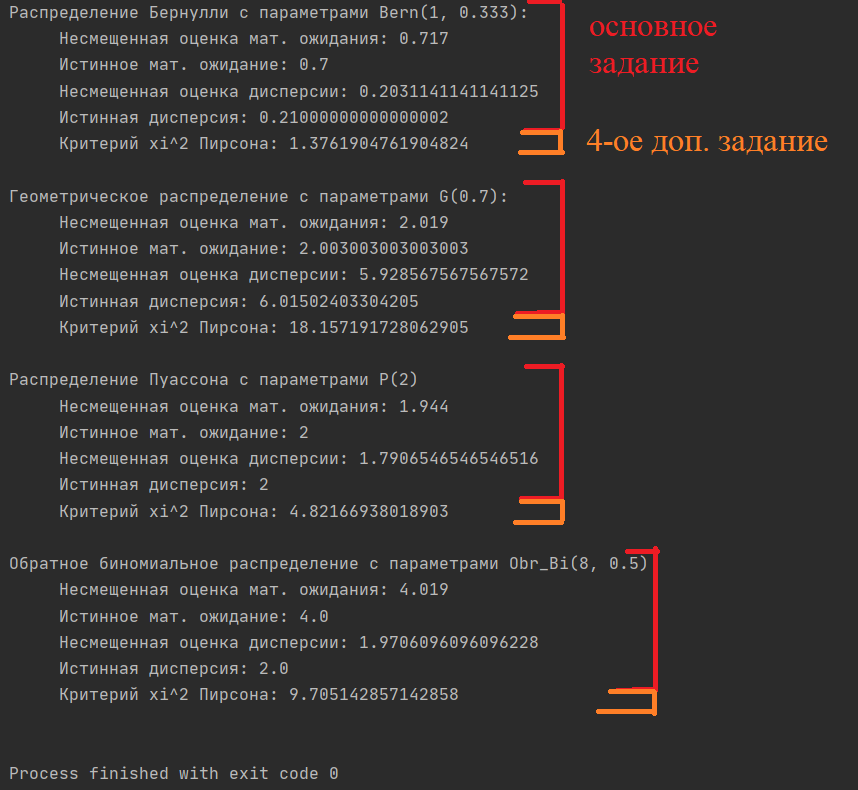 Распределение Бернулли с параметрами Bern(1, 0.333):
основное
задание
Несмещенная оценка мат. ожидания: 0.717
Истинное мат. ожидание: 0.7
Несмещенная оценка дисперсии: 0.2031141141141125
Истинная дисперсия: 0.21000000000000002
Критерий xi^2 Пирсона: 1.3761904761904824
4-ое доп. задание
Геометрическое распределение с параметрами G(0.7):
Несмещенная оценка мат. ожидания: 2.019
Истинное мат. ожидание: 2.003003003003003
Несмещенная оценка дисперсии: 5.928567567567572
Истинная дисперсия: 6.01502403304205
Критерий xi^2 Пирсона: 18.157191728062905
Распределение Пуассона с параметрами P(2)
Несмещенная оценка мат. ожидания: 1.944
Истинное мат. ожидание: 2
Несмещенная оценка дисперсии: 1.7906546546546516
Истинная дисперсия: 2
Критерий xi^2 Пирсона: 4.82166938018903
Обратное биномиальное распределение с параметрами Obr_Bi(8, 0.5)
Несмещенная оценка мат. ожидания: 4.019
Истинное мат. ожидание: 4.0
Несмещенная оценка дисперсии: 1.9706096096096228
Истинная дисперсия: 2.0
Критерий xi^2 Пирсона: 9.705142857142858
Process finished with exit code 0